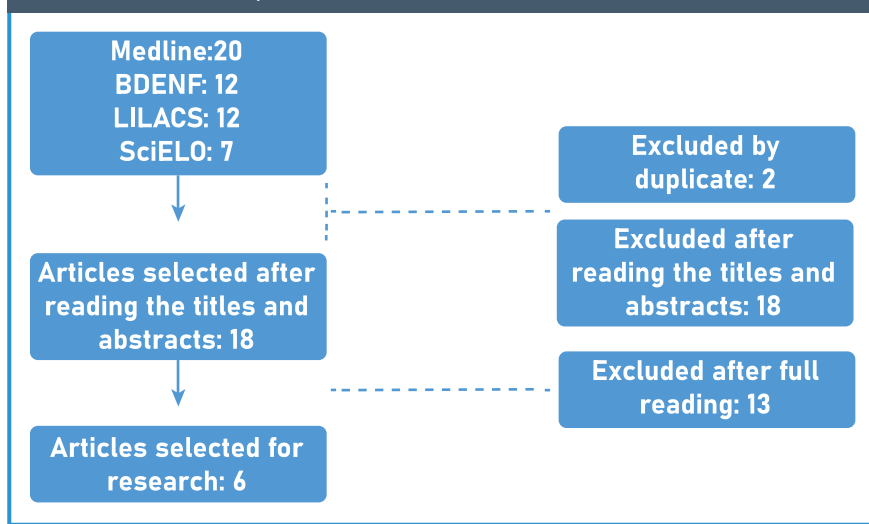 Medline:20
BDENF: 12
LILACS: 12
SciELO: 7
Excluded by
duplicate: 2
Excluded after
reading the titles and
abstracts: 18
Articles selected after
reading the titles and
abstracts: 18
Excluded after full
reading: 13
Articles selected for
research: 6